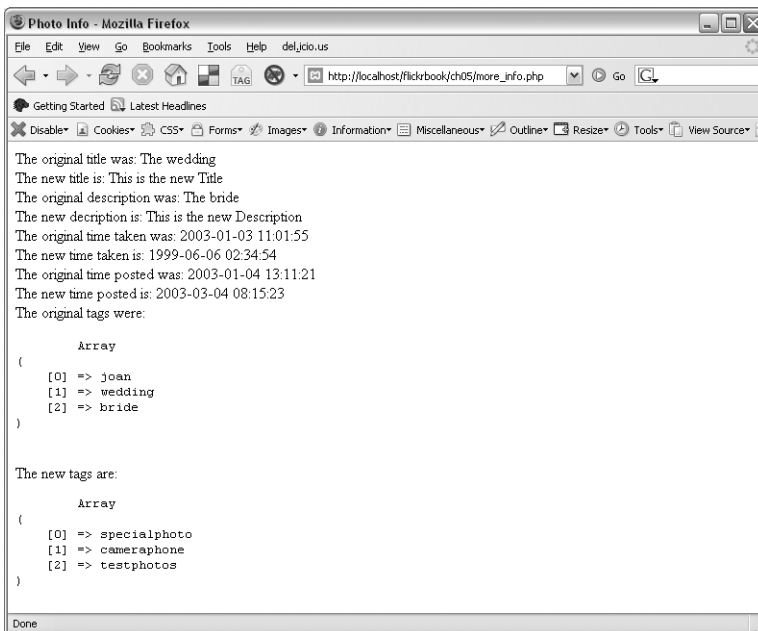 Photo Info - Mozilla Firefox
File Edit View Go Bookmarks Tools Help del.icio.us
TAG http://localhost/flickrbook/ch05/more_info.php Go G
Getting Started Latest Headlines
Disable Cookies CSS Forms Images Information Miscellaneous Outline Resize Tools View Source
The original title was: The wedding
The new title is: This is the new Title
The original description was: The bride
The new decription is: This is the new Description
The original time taken was: 2003-01-03 11:01:55
The new time taken is: 1999-06-06 02:34:54
The original time posted was: 2003-01-04 13:11:21
The new time posted is: 2003-03-04 08:15:23
The original tags were:
Array
(
[0] => joan
[1] => wedding
[2] => bride
)
The new tags are:
Array
(
[0] => specialphoto
[1] => cameraphone
[2] => testphotos
)
Done